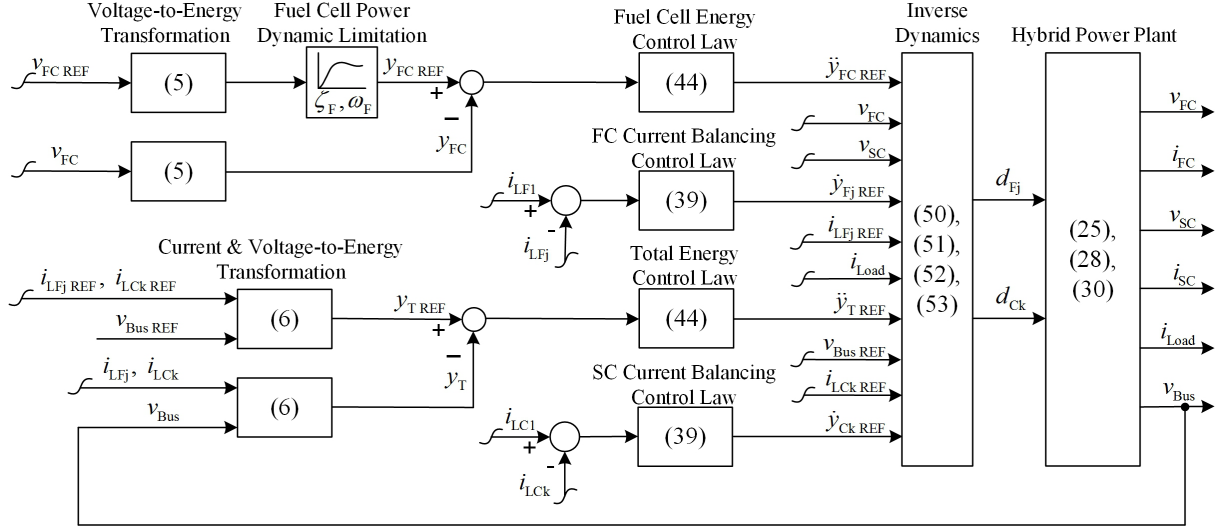 Voltage-to-Energy
Transformation
Fuel Cell Power
Dynamic Limitation
Fuel Cell Energy
Control Law
Inverse
Dynamics
Hybrid Power Plant
v_FC REF
(5)
ζ_F, ω_F
y_FC REF
+
−
y_FC
(44)
ÿ_FC REF
v_FC
(5)
v_FC
v_SC
FC Current Balancing
Control Law
i_LF1
+
-
i_LFj
(39)
ẏ_Fj REF
i_LFj REF
i_Load
Current & Voltage-to-Energy
Transformation
i_LFj REF, i_LCk REF
v_Bus REF
(6)
y_T REF
+
−
y_T
Total Energy
Control Law
(44)
ÿ_T REF
v_Bus REF
i_LCk REF
i_LFj, i_LCk
v_Bus
(6)
SC Current Balancing
Control Law
i_LC1
+
-
i_LCk
(39)
ẏ_Ck REF
(50),
(51),
(52),
(53)
d_Fj
d_Ck
(25),
(28),
(30)
v_FC
i_FC
v_SC
i_SC
i_Load
v_Bus